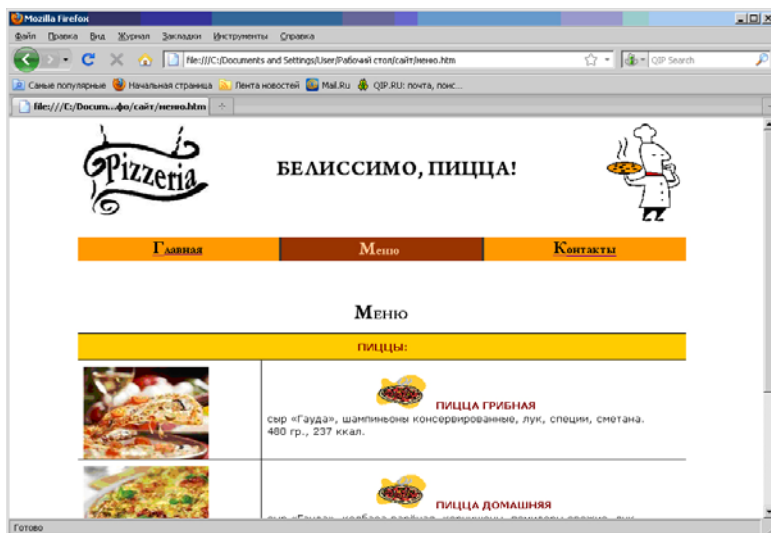 Mozilla Firefox
Файл Правка Вид Журнал Закладки Инструменты Справка
file:///C:/Documents and Settings/User/Рабочий стол/сайт/меню.htm
QIP Search
Самые популярные Начальная страница Лента новостей Mail.Ru QIP.RU: почта, поис...
file:///C:/Docum...фо/сайт/меню.htm
Pizzeria
БЕЛИССИМО, ПИЦЦА!
Главная Меню Контакты
Меню
ПИЦЦЫ:
ПИЦЦА ГРИБНАЯ
сыр «Гауда», шампиньоны консервированные, лук, специи, сметана.
480 гр., 237 ккал.
ПИЦЦА ДОМАШНЯЯ
Готово